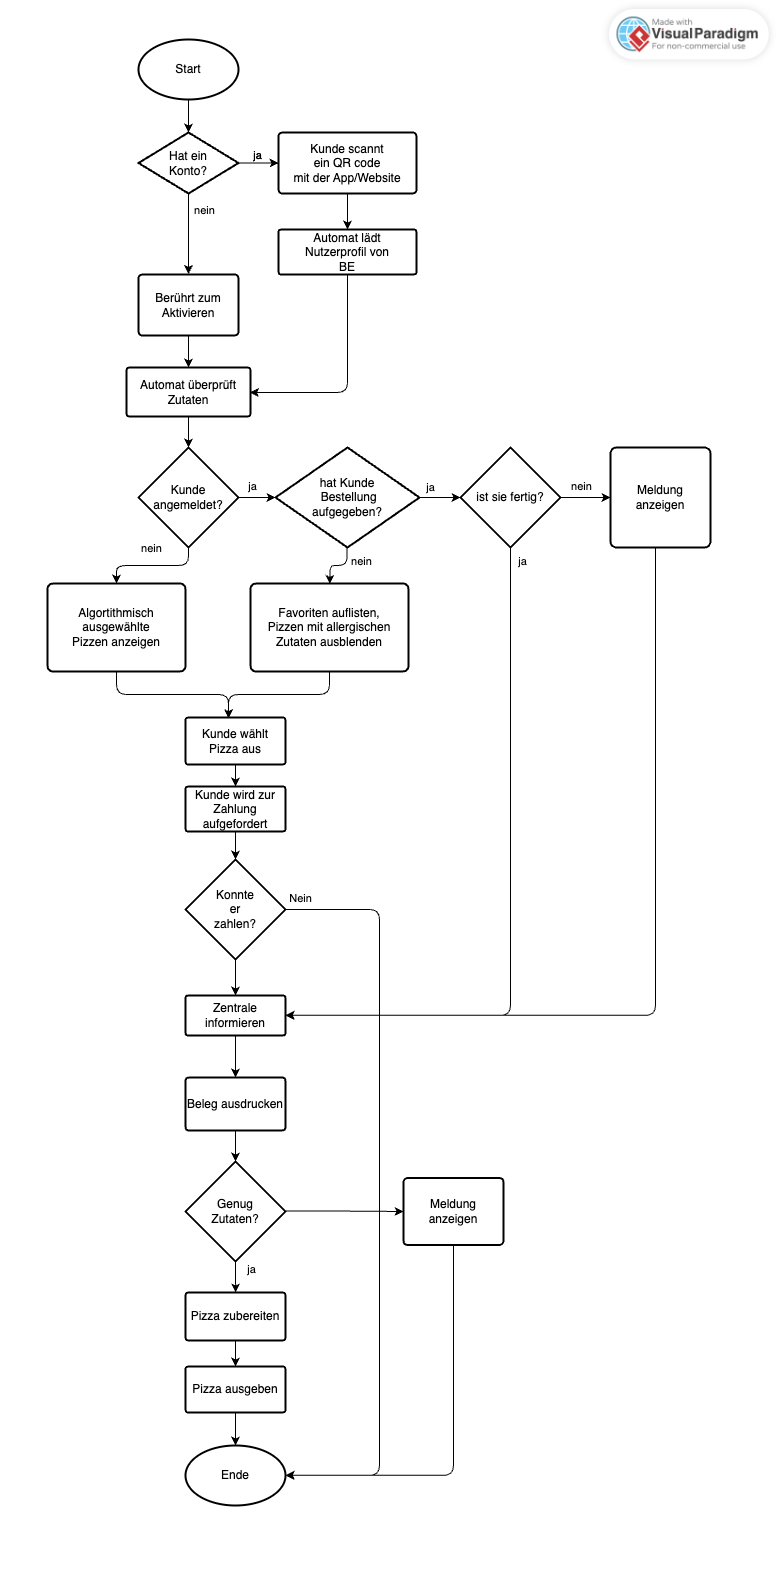 Made with
VisualParadigm
For non-commercial use
Start
Hat ein
Konto?
ja
Kunde scannt
ein QR code
mit der App/Website
nein
Automat lädt
Nutzerprofil von
BE
Berührt zum
Aktivieren
Automat überprüft
Zutaten
Kunde
angemeldet?
ja
hat Kunde
Bestellung
aufgegeben?
ja
ist sie fertig?
nein
Meldung
anzeigen
nein
nein
ja
Algortithmisch
ausgewählte
Pizzen anzeigen
Favoriten auflisten,
Pizzen mit allergischen
Zutaten ausblenden
Kunde wählt
Pizza aus
Kunde wird zur
Zahlung
aufgefordert
Konnte
er
zahlen?
Nein
Zentrale
informieren
Beleg ausdrucken
Genug
Zutaten?
Meldung
anzeigen
ja
Pizza zubereiten
Pizza ausgeben
Ende